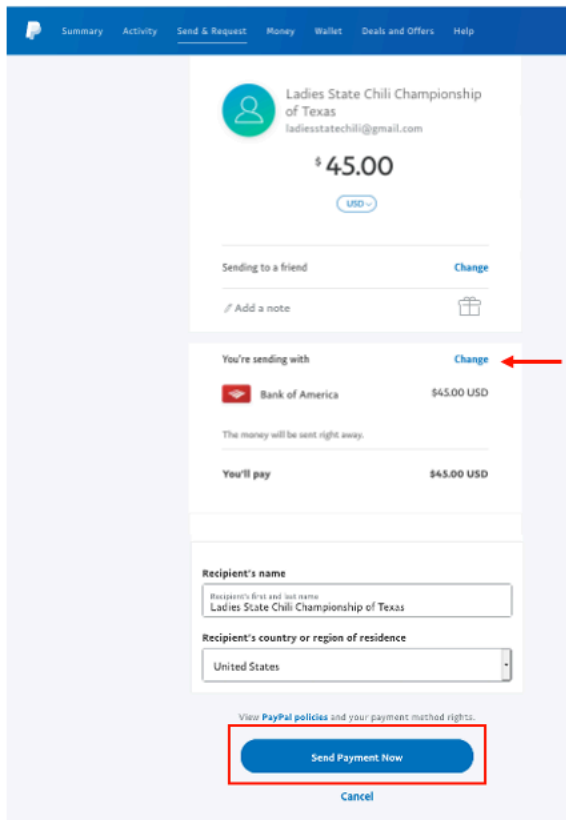 Summary Activity Send & Request Money Wallet Deals and Offers Help
Ladies State Chili Championship
of Texas
ladiesstatechili@gmail.com
$45.00
USD
Sending to a friend Change
Add a note
You're sending with Change
Bank of America $45.00 USD
The money will be sent right away.
You'll pay $45.00 USD
Recipient's name
Recipient's first and last name
Ladies State Chili Championship of Texas
Recipient's country or region of residence
United States
View PayPal policies and your payment method rights.
Send Payment Now
Cancel